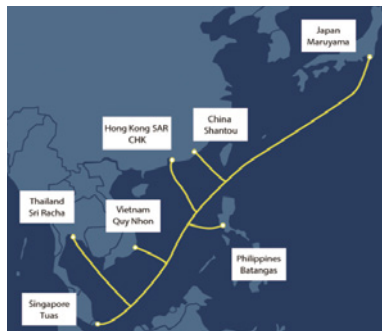 Japan
Maruyama
China
Shantou
Hong Kong SAR
CHK
Thailand
Sri Racha
Vietnam
Quy Nhon
Philippines
Batangas
Singapore
Tuas